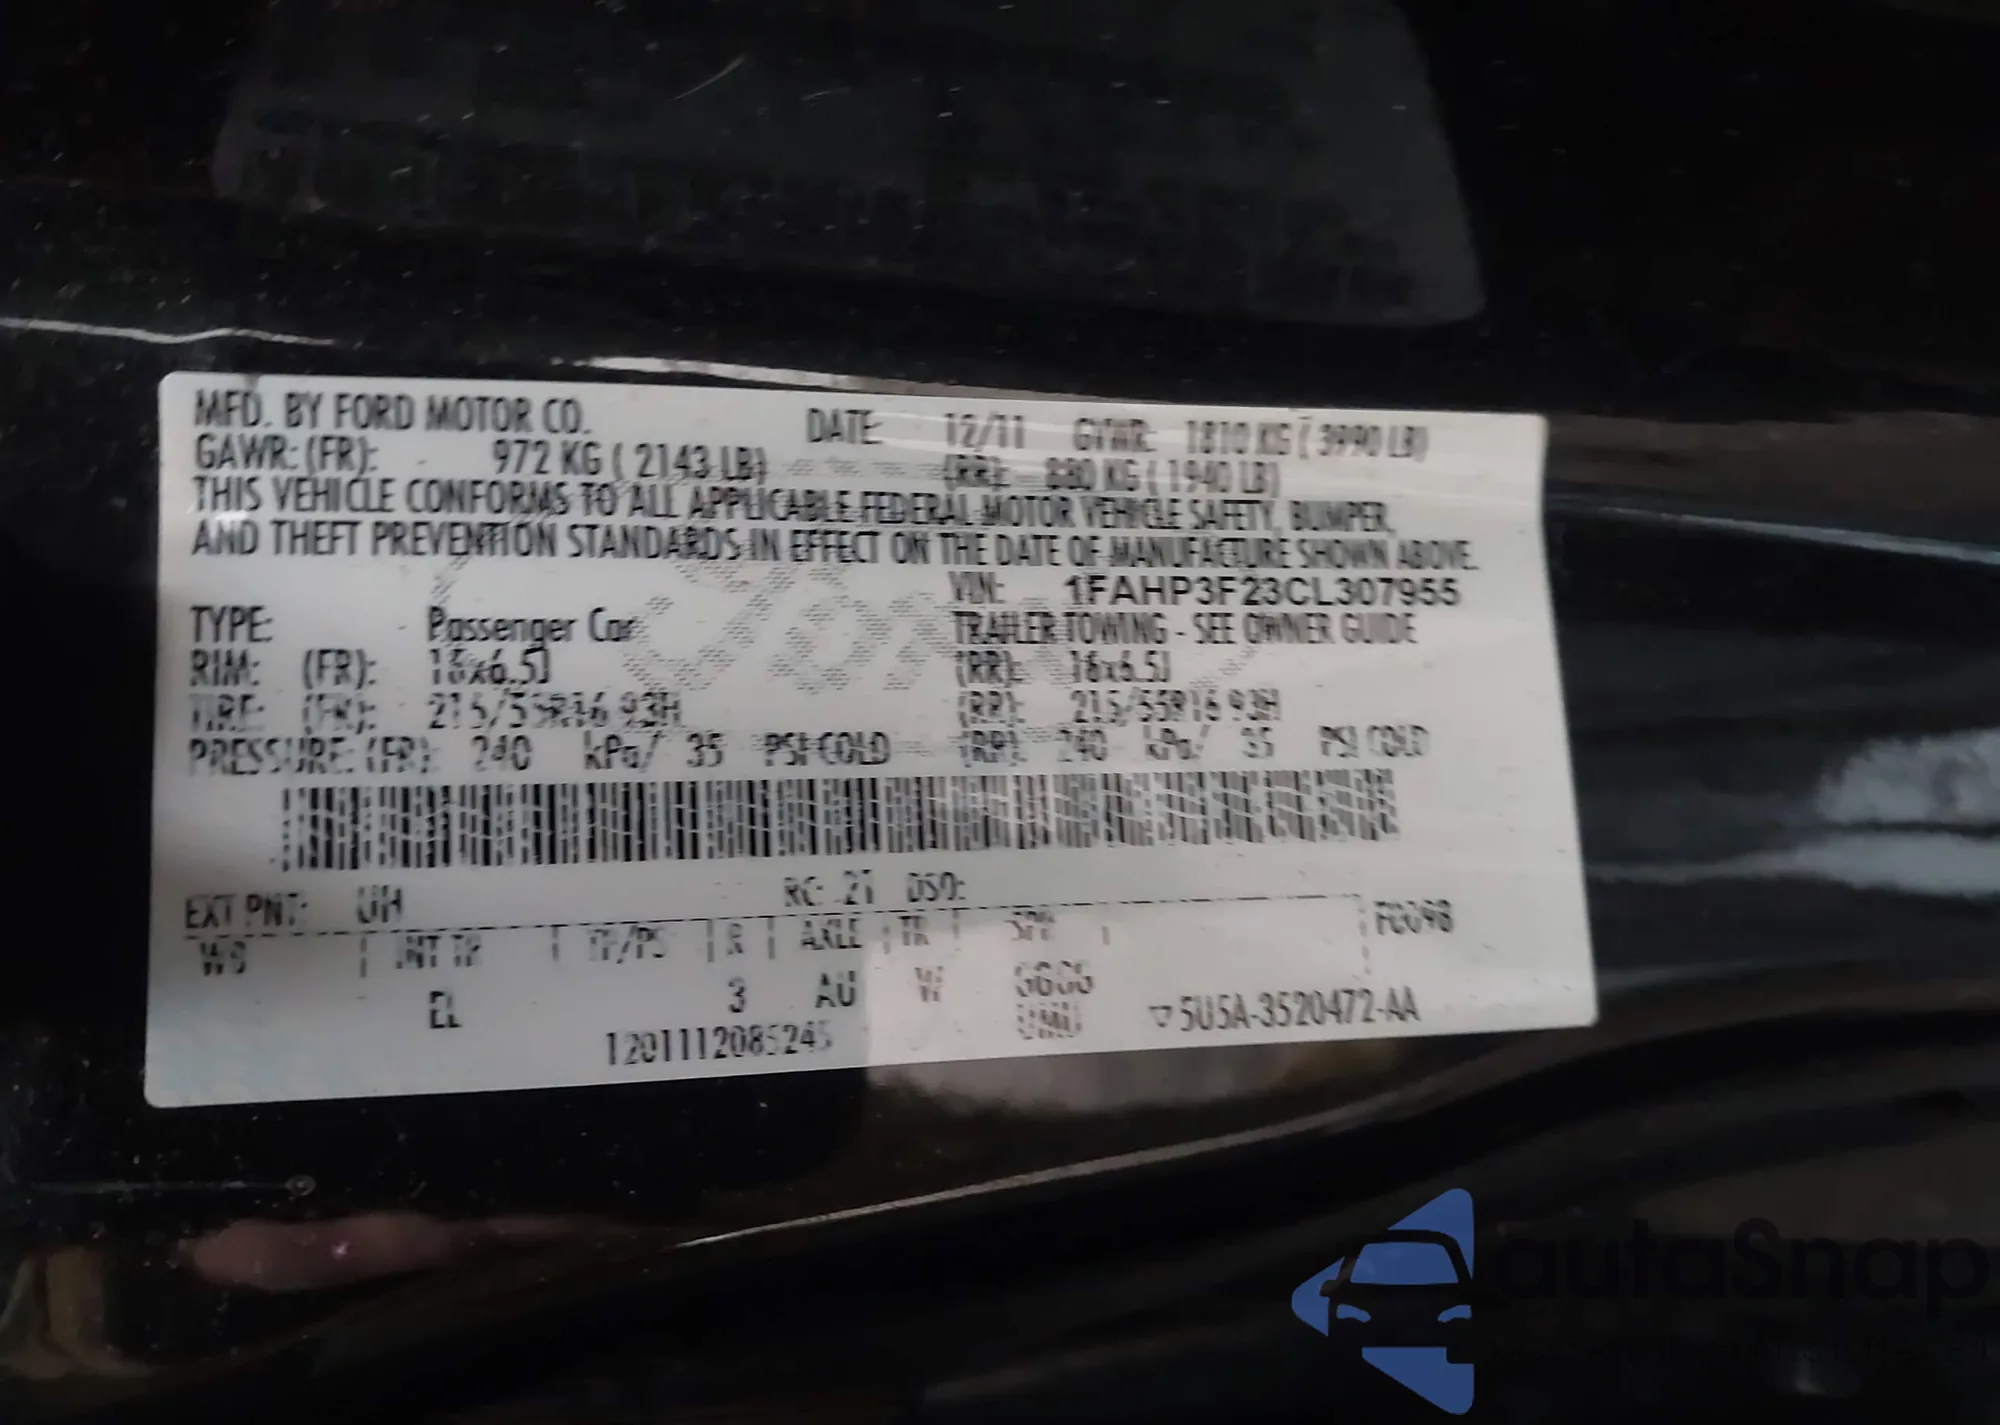 MFD. BY FORD MOTOR CO. DATE: 12/11 GVWR: 1810 KG ( 3990 LB)
GAWR: (FR): 972 KG ( 2143 LB) (RR): 880 KG ( 1940 LB)
THIS VEHICLE CONFORMS TO ALL APPLICABLE FEDERAL MOTOR VEHICLE SAFETY, BUMPER,
AND THEFT PREVENTION STANDARDS IN EFFECT ON THE DATE OF MANUFACTURE SHOWN ABOVE.
VIN: 1FAHP3F23CL307955
TYPE: Passenger Car TRAILER TOWING - SEE OWNER GUIDE
RIM: (FR): 16x6.5J (RR): 16x6.5J
TIRE: (FR): 215/55R16 93H (RR): 215/55R16 93H
PRESSURE: (FR): 240 kPa/ 35 PSI COLD (RR): 240 kPa/ 35 PSI COLD
EXT PNT: UH RC: 21 DSO:
WB INT TR TP/PS R AXLE TR SPR F0098
EL 3 AU W
1201112085245 5U5A-3520472-AA
autaSnap